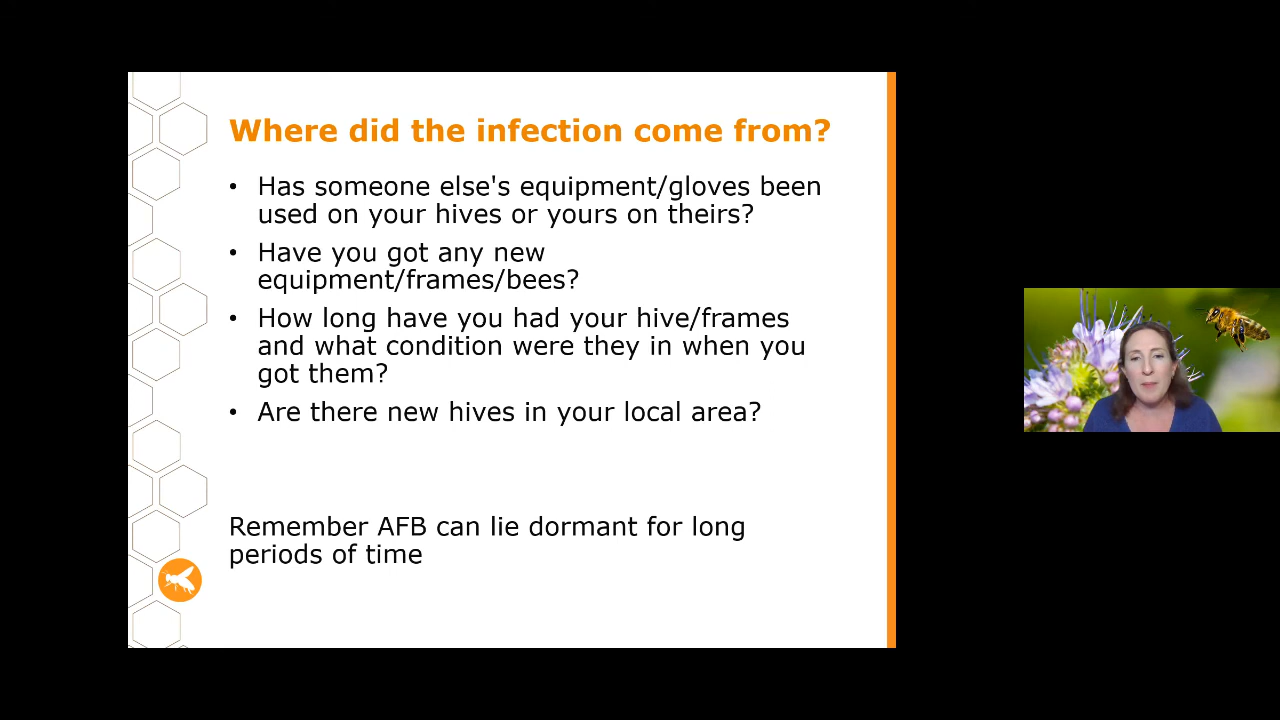 Where did the infection come from?
• Has someone else's equipment/gloves been
used on your hives or yours on theirs?
• Have you got any new
equipment/frames/bees?
• How long have you had your hive/frames
and what condition were they in when you
got them?
• Are there new hives in your local area?
Remember AFB can lie dormant for long
periods of time